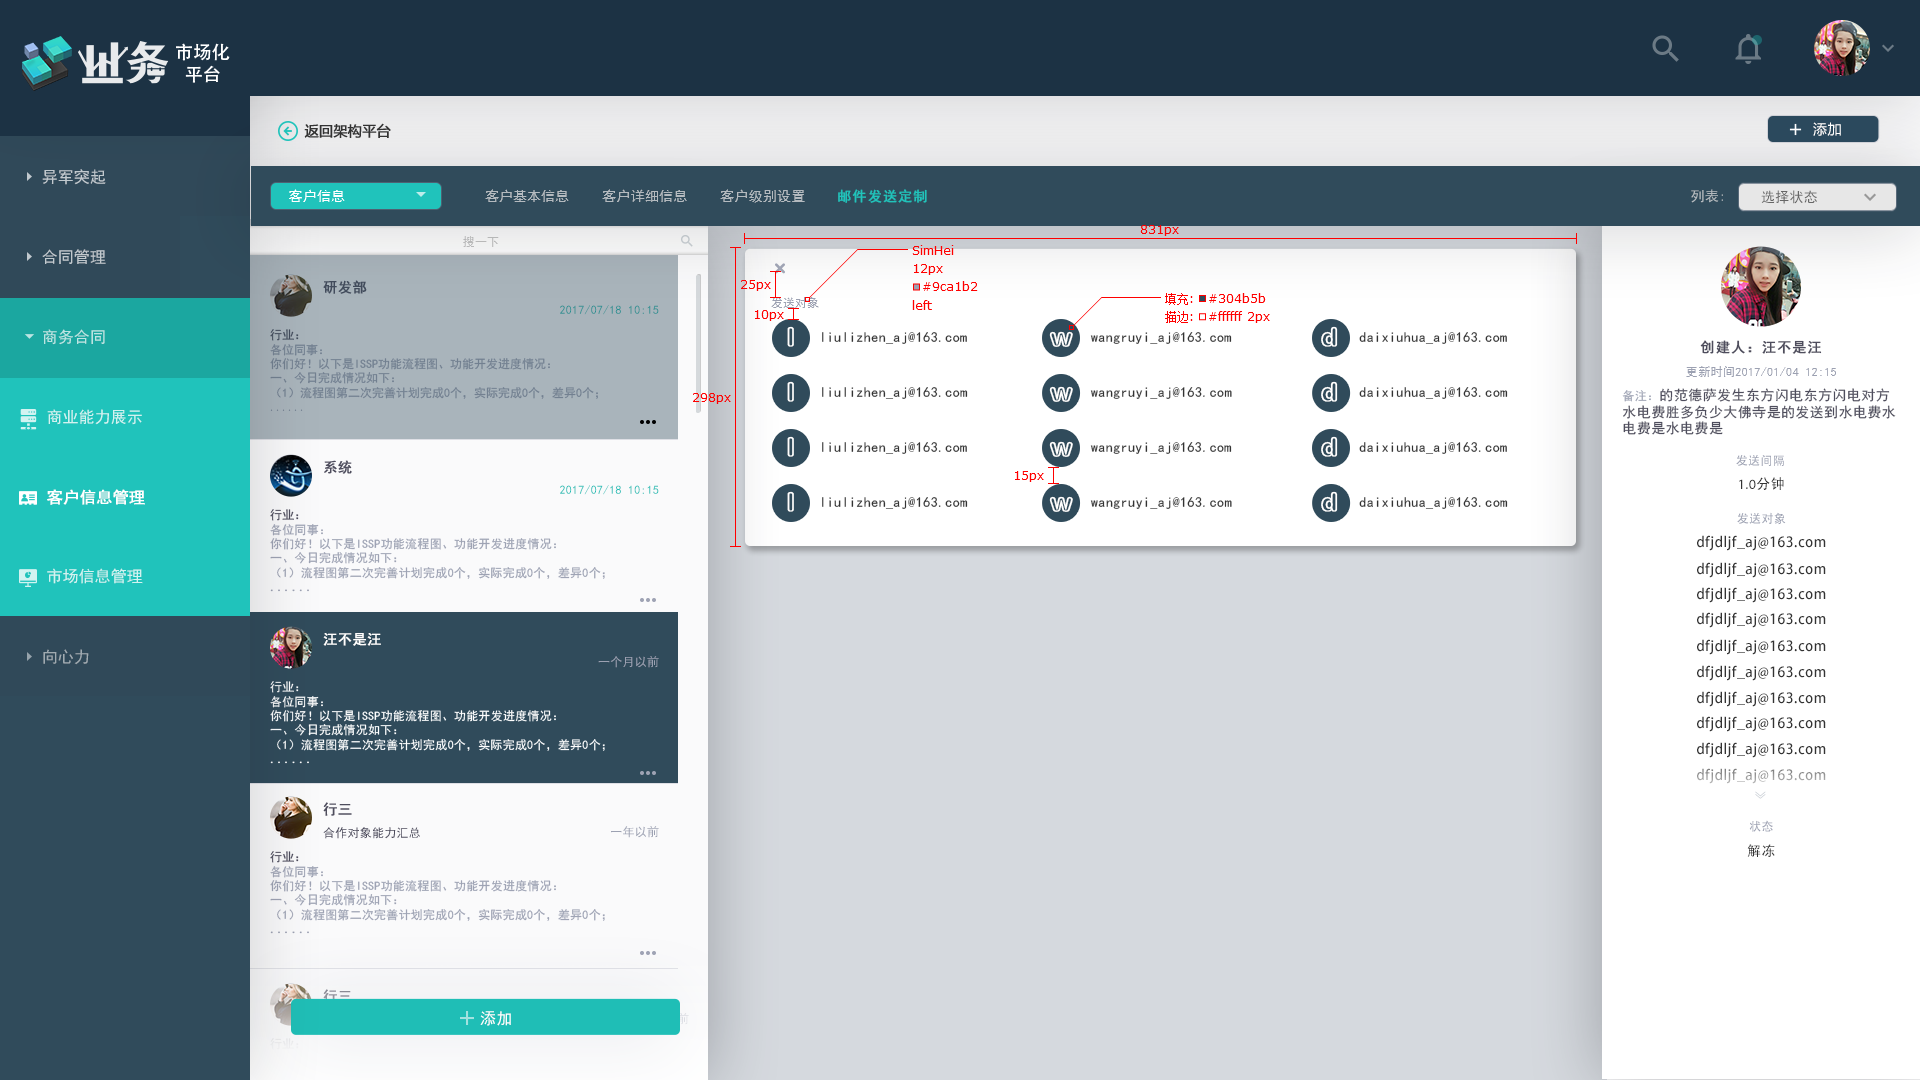 业务 市场化
平台
返回架构平台
+ 添加
异军突起
合同管理
商务合同
商业能力展示
客户信息管理
市场信息管理
向心力
客户信息
客户基本信息
客户详细信息
客户级别设置
邮件发送定制
列表:
选择状态
搜一下
研发部
2017/07/18 10:15
行业:
各位同事:
你们好! 以下是ISSP功能流程图、功能开发进度情况:
一、今日完成情况如下:
(1) 流程图第二次完善计划完成0个, 实际完成0个, 差异0个;
......
系统
2017/07/18 10:15
行业:
各位同事:
你们好! 以下是ISSP功能流程图、功能开发进度情况:
一、今日完成情况如下:
(1) 流程图第二次完善计划完成0个, 实际完成0个, 差异0个;
......
汪不是汪
一个月以前
行业:
各位同事:
你们好! 以下是ISSP功能流程图、功能开发进度情况:
一、今日完成情况如下:
(1) 流程图第二次完善计划完成0个, 实际完成0个, 差异0个;
......
行三
合作对象能力汇总
一年以前
行业:
各位同事:
你们好! 以下是ISSP功能流程图、功能开发进度情况:
一、今日完成情况如下:
(1) 流程图第二次完善计划完成0个, 实际完成0个, 差异0个;
......
行三
前
+ 添加
行业:
831px
SimHei
12px
#9ca1b2
left
25px
发送对象
10px
填充: #304b5b
描边: #ffffff 2px
298px
15px
l liulizhen_aj@163.com
w wangruyi_aj@163.com
d daixiuhua_aj@163.com
l liulizhen_aj@163.com
w wangruyi_aj@163.com
d daixiuhua_aj@163.com
l liulizhen_aj@163.com
w wangruyi_aj@163.com
d daixiuhua_aj@163.com
l liulizhen_aj@163.com
w wangruyi_aj@163.com
d daixiuhua_aj@163.com
创建人: 汪不是汪
更新时间2017/01/04 12:15
备注: 的范德萨发生东方闪电东方闪电对方
水电费胜多负少大佛寺是的发送到水电费水
电费是水电费是
发送间隔
1.0分钟
发送对象
dfjdljf_aj@163.com
dfjdljf_aj@163.com
dfjdljf_aj@163.com
dfjdljf_aj@163.com
dfjdljf_aj@163.com
dfjdljf_aj@163.com
dfjdljf_aj@163.com
dfjdljf_aj@163.com
dfjdljf_aj@163.com
dfjdljf_aj@163.com
状态
解冻